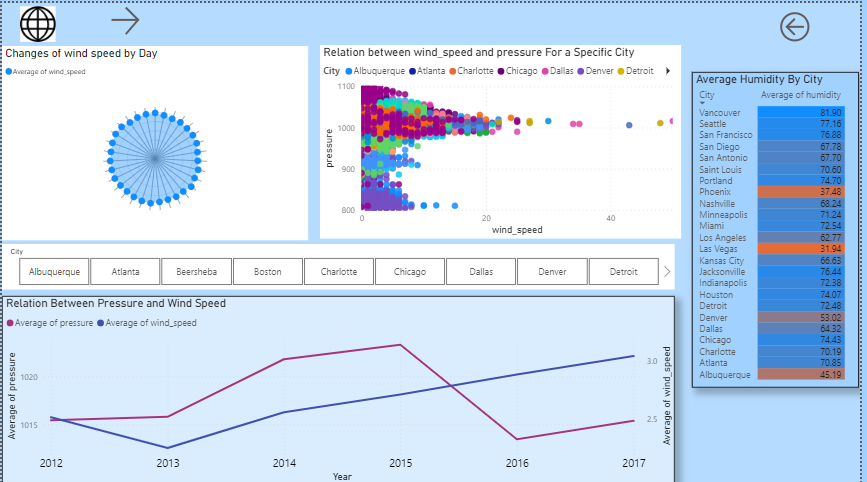 Changes of wind speed by Day
Average of wind_speed
Relation between wind_speed and pressure For a Specific City
City Albuquerque Atlanta Charlotte Chicago Dallas Denver Detroit
1100
1000
900
800
pressure
0 20 40
wind_speed
City
Albuquerque Atlanta Beersheba Boston Charlotte Chicago Dallas Denver Detroit
Relation Between Pressure and Wind Speed
Average of pressure Average of wind_speed
Average of pressure
1020
1015
3.0
2.5
Average of wind_speed
2012 2013 2014 2015 2016 2017
Year
Average Humidity By City
City Average of humidity
Vancouver 81.90
Seattle 77.16
San Francisco 76.88
San Diego 67.78
San Antonio 67.70
Saint Louis 70.60
Portland 74.70
Phoenix 37.48
Nashville 68.24
Minneapolis 71.24
Miami 72.54
Los Angeles 62.77
Las Vegas 31.94
Kansas City 66.63
Jacksonville 76.44
Indianapolis 72.38
Houston 74.07
Detroit 72.48
Denver 53.02
Dallas 64.32
Chicago 74.43
Charlotte 70.19
Atlanta 70.85
Albuquerque 45.19